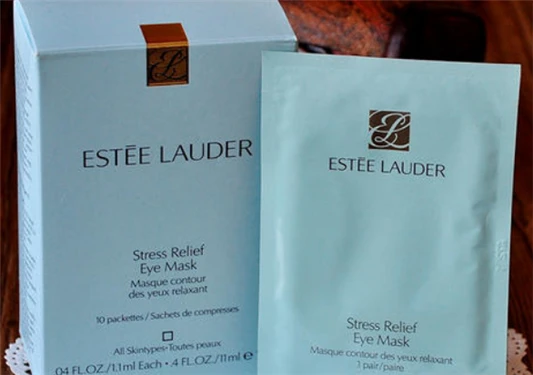 ESTĒE LAUDER
Stress Relief
Eye Mask
Masque contour
des yeux relaxant
10 packettes / Sachets de compresses
All Skintypes • Toutes peaux
.04 FL.OZ./1.1ml Each • .4 FL.OZ./11ml e
ESTĒE LAUDER
Stress Relief
Eye Mask
Masque contour des yeux relaxant
1 pair/paire